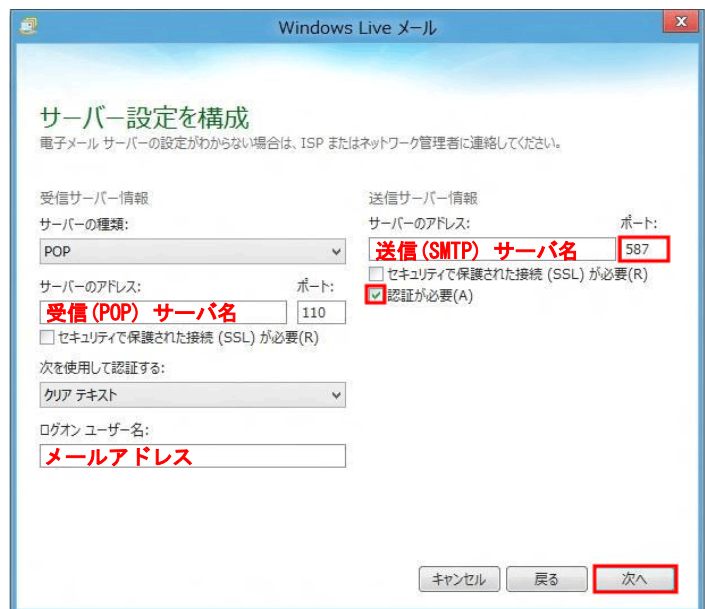 Windows Live メール
サーバー設定を構成
電子メール サーバーの設定がわからない場合は、ISP またはネットワーク管理者に連絡してください。
受信サーバー情報
サーバーの種類:
POP
サーバーのアドレス:
ポート:
受信(POP) サーバ名
110
セキュリティで保護された接続 (SSL) が必要(R)
次を使用して認証する:
クリア テキスト
ログオン ユーザー名:
メールアドレス
送信サーバー情報
サーバーのアドレス:
ポート:
送信(SMTP) サーバ名
587
セキュリティで保護された接続 (SSL) が必要(R)
認証が必要(A)
キャンセル
戻る
次へ